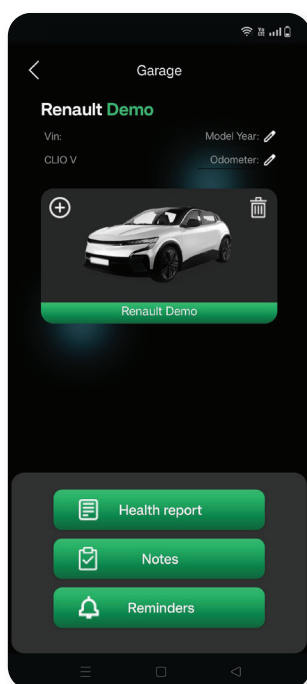 Garage
Renault Demo
Vin: Model Year:
CLIO V Odometer:
Renault Demo
Health report
Notes
Reminders